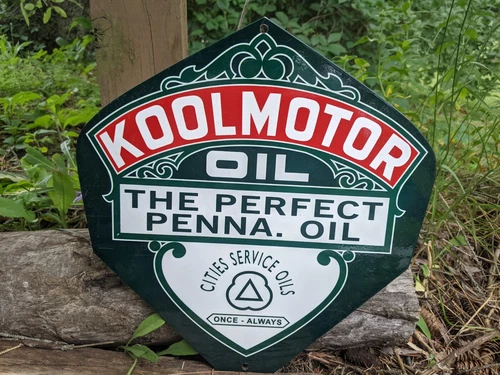 KOOLMOTOR
OIL
THE PERFECT
PENNA. OIL
CITIES SERVICE OILS
ONCE - ALWAYS